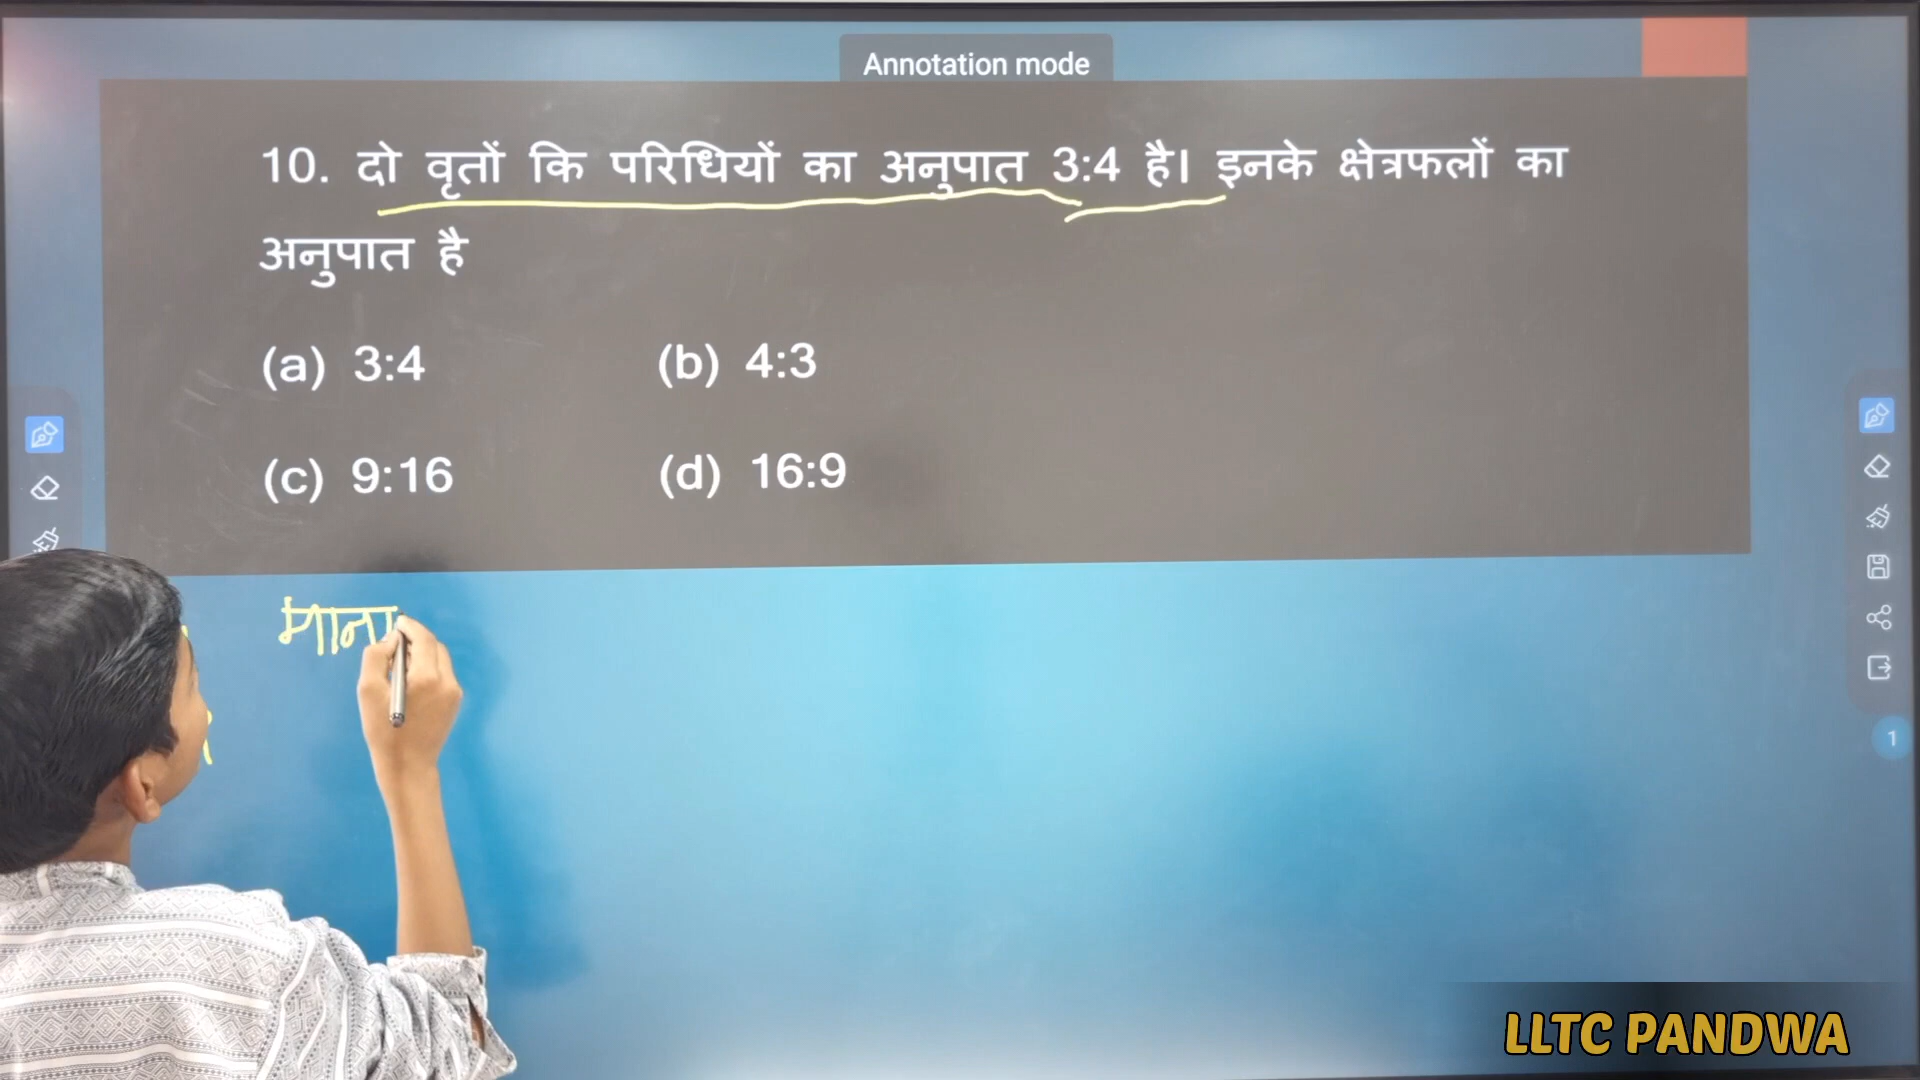 Annotation mode
10. दो वृतों कि परिधियों का अनुपात 3:4 है। इनके क्षेत्रफलों का
अनुपात है
(a) 3:4 (b) 4:3
(c) 9:16 (d) 16:9
माना
1
LLTC PANDWA